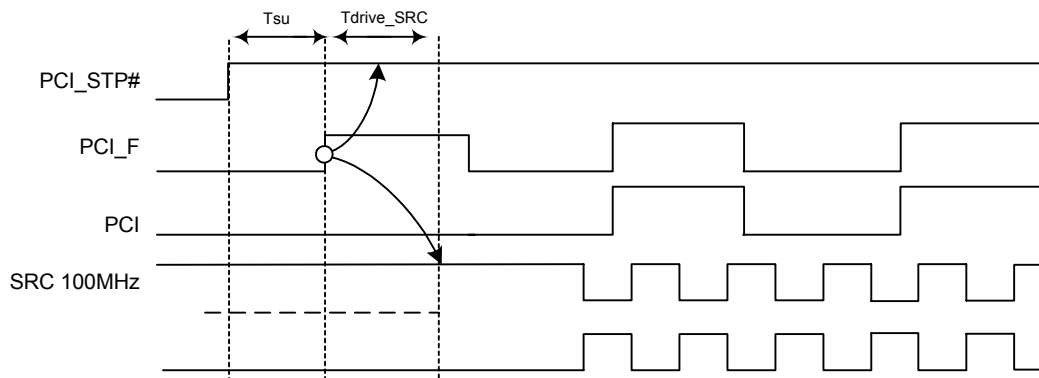 Tsu Tdrive_SRC
PCI_STP#
PCI_F
PCI
SRC 100MHz